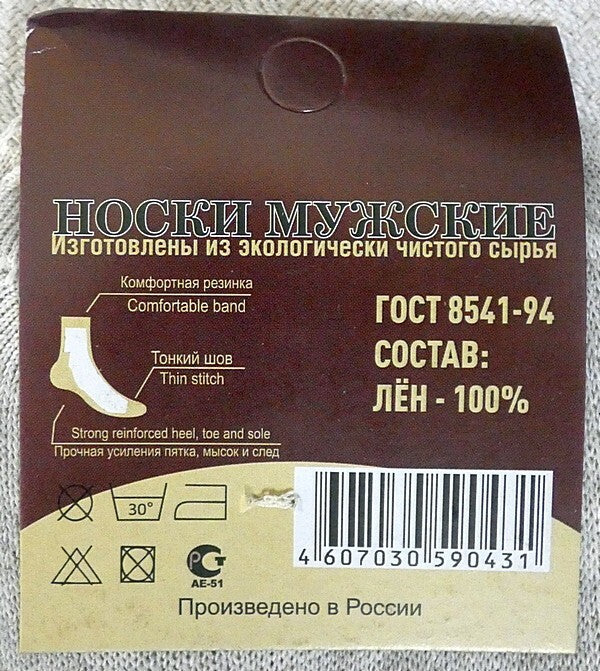 НОСКИ МУЖСКИЕ
Изготовлены из экологически чистого сырья
Комфортная резинка
Comfortable band
ГОСТ 8541-94
СОСТАВ:
ЛЁН - 100%
Тонкий шов
Thin stitch
Strong reinforced heel, toe and sole
Прочная усиления пятка, мысок и след
30°
4 607030 590431
РСТ
АЕ-51
Произведено в России